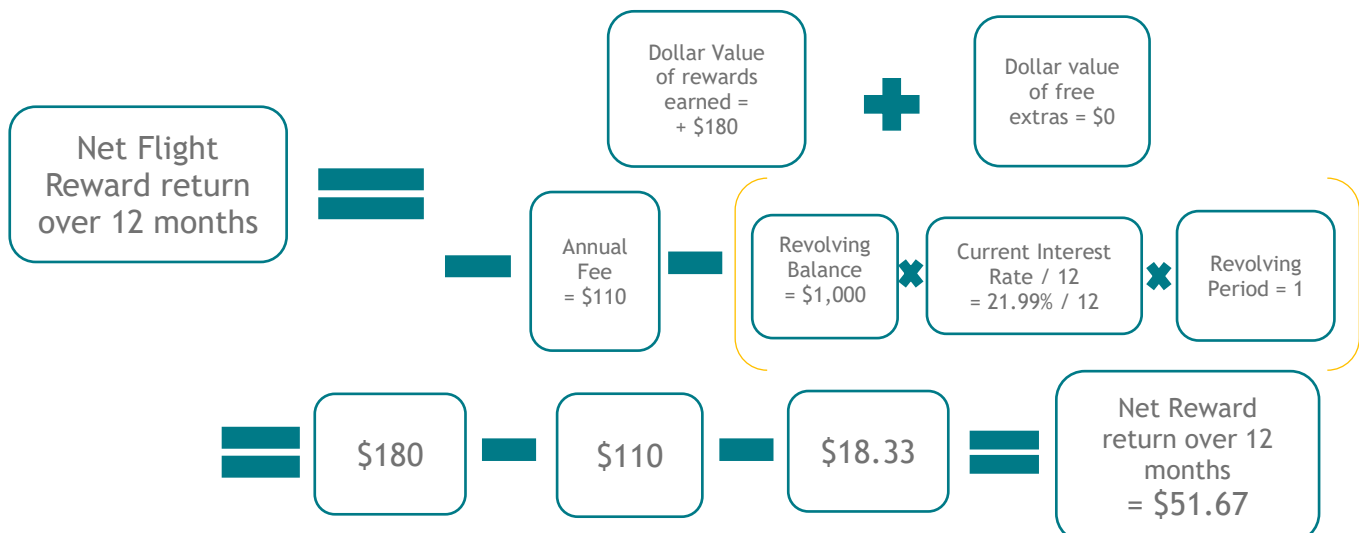 Net Flight
Reward return
over 12 months
Dollar Value
of rewards
earned =
+ $180
Dollar value
of free
extras = $0
Annual
Fee
= $110
Revolving
Balance
= $1,000
Current Interest
Rate / 12
= 21.99% / 12
Revolving
Period = 1
$180
$110
$18.33
Net Reward
return over 12
months
= $51.67